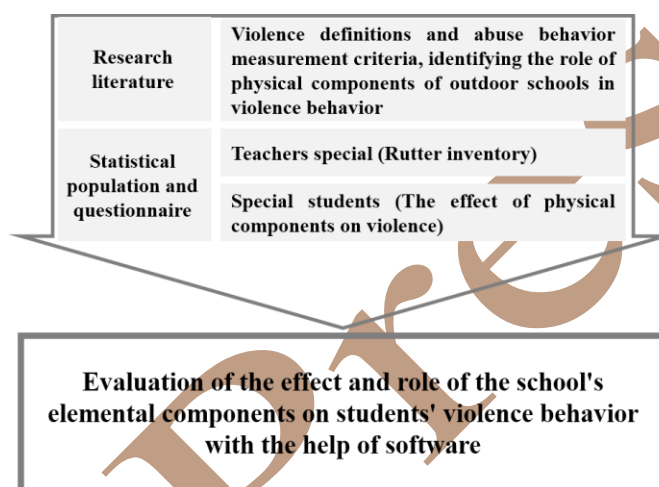 Research
literature
Violence definitions and abuse behavior
measurement criteria, identifying the role of
physical components of outdoor schools in
violence behavior
Statistical
population and
questionnaire
Teachers special (Rutter inventory)
Special students (The effect of physical
components on violence)
Evaluation of the effect and role of the school's
elemental components on students' violence behavior
with the help of software